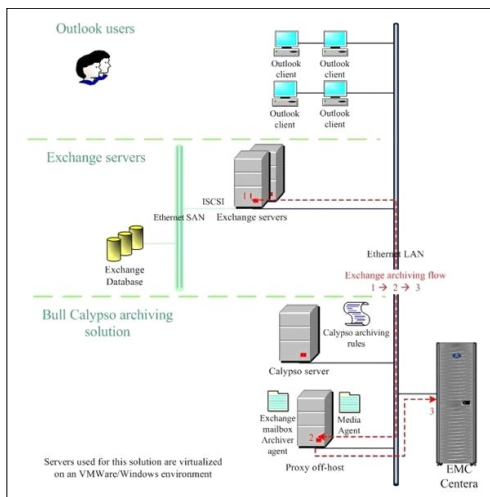 Outlook users
Outlook
client
Outlook
client
Outlook
client
Outlook
client
Exchange servers
ISCSI
1
Ethernet SAN
Exchange servers
Exchange
Database
Ethernet LAN
Exchange archiving flow
1 → 2 → 3
Bull Calypso archiving
solution
Calypso archiving
rules
Calypso server
Exchange
mailbox
Archiver
agent
2
Media
Agent
3
Proxy off-host
EMC
Centera
Servers used for this solution are virtualized
on an VMWare/Windows environment